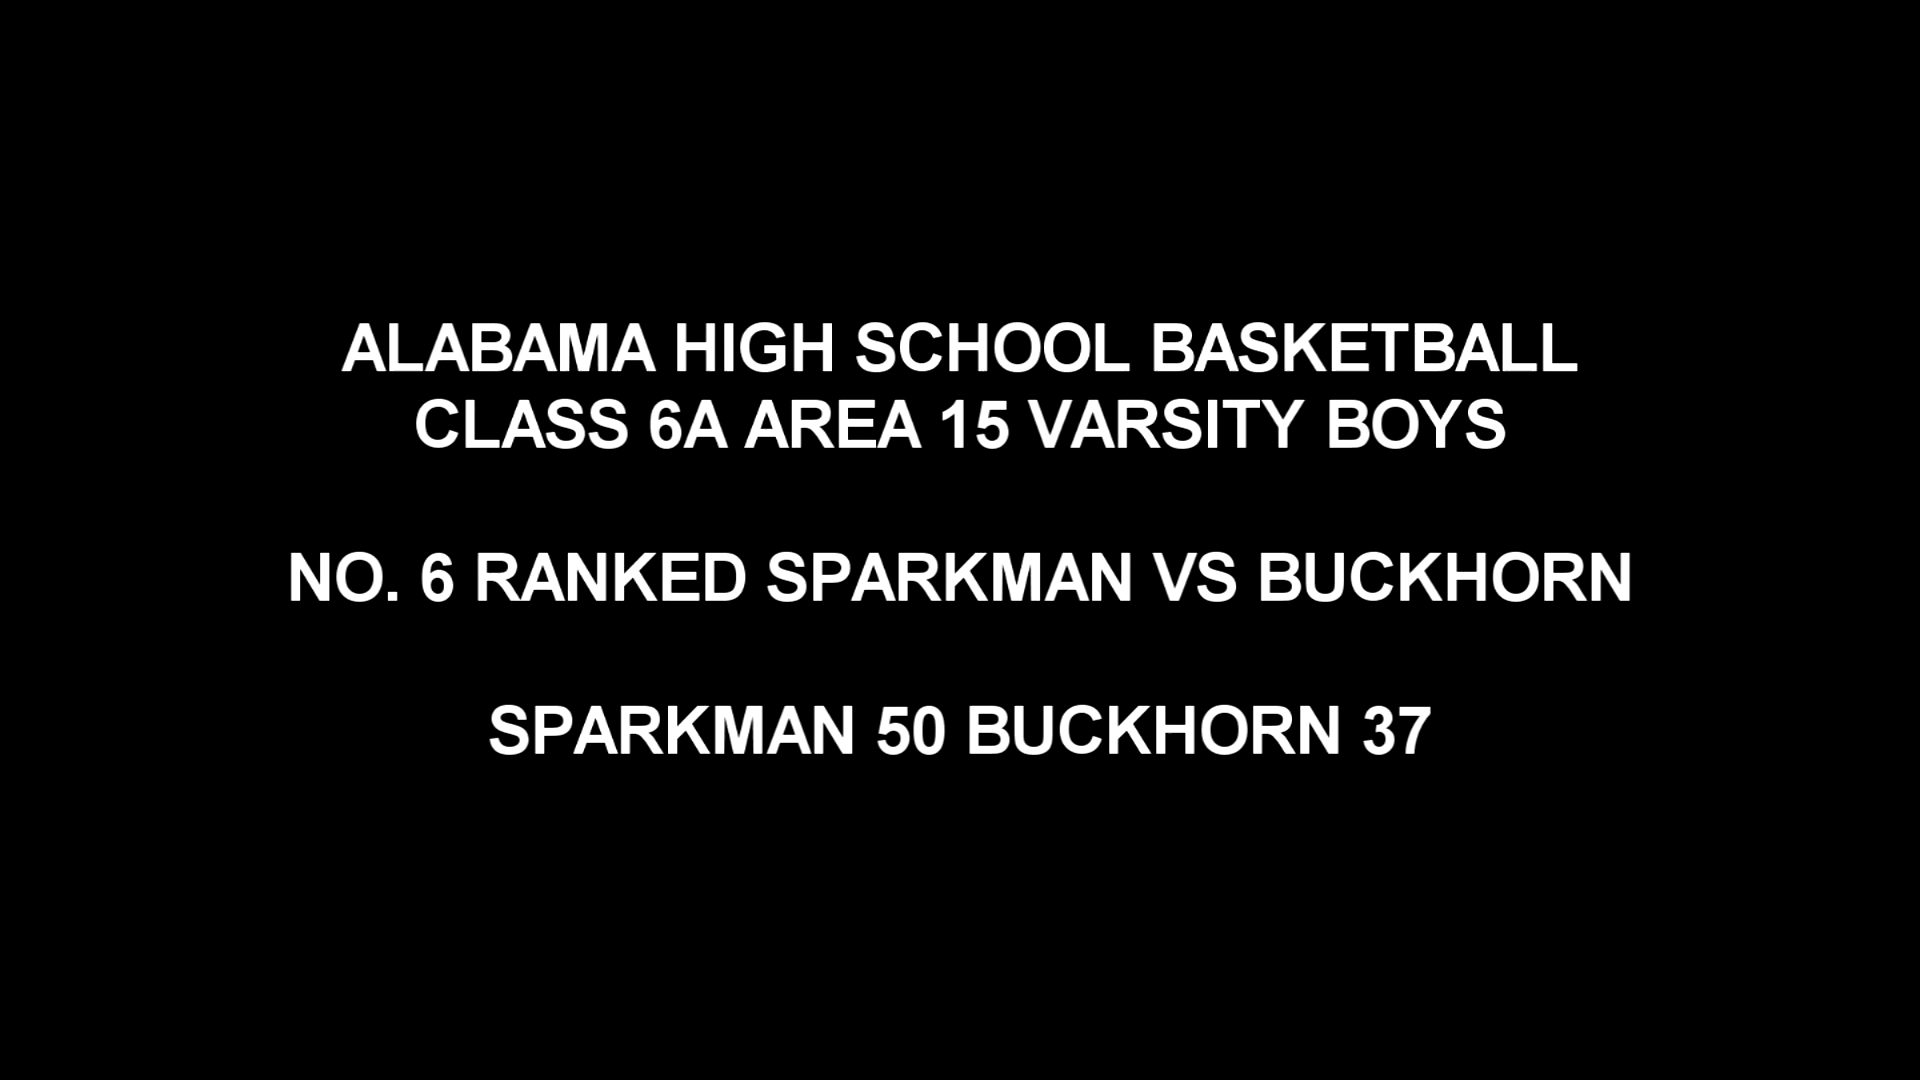 ALABAMA HIGH SCHOOL BASKETBALL
CLASS 6A AREA 15 VARSITY BOYS
NO. 6 RANKED SPARKMAN VS BUCKHORN
SPARKMAN 50 BUCKHORN 37